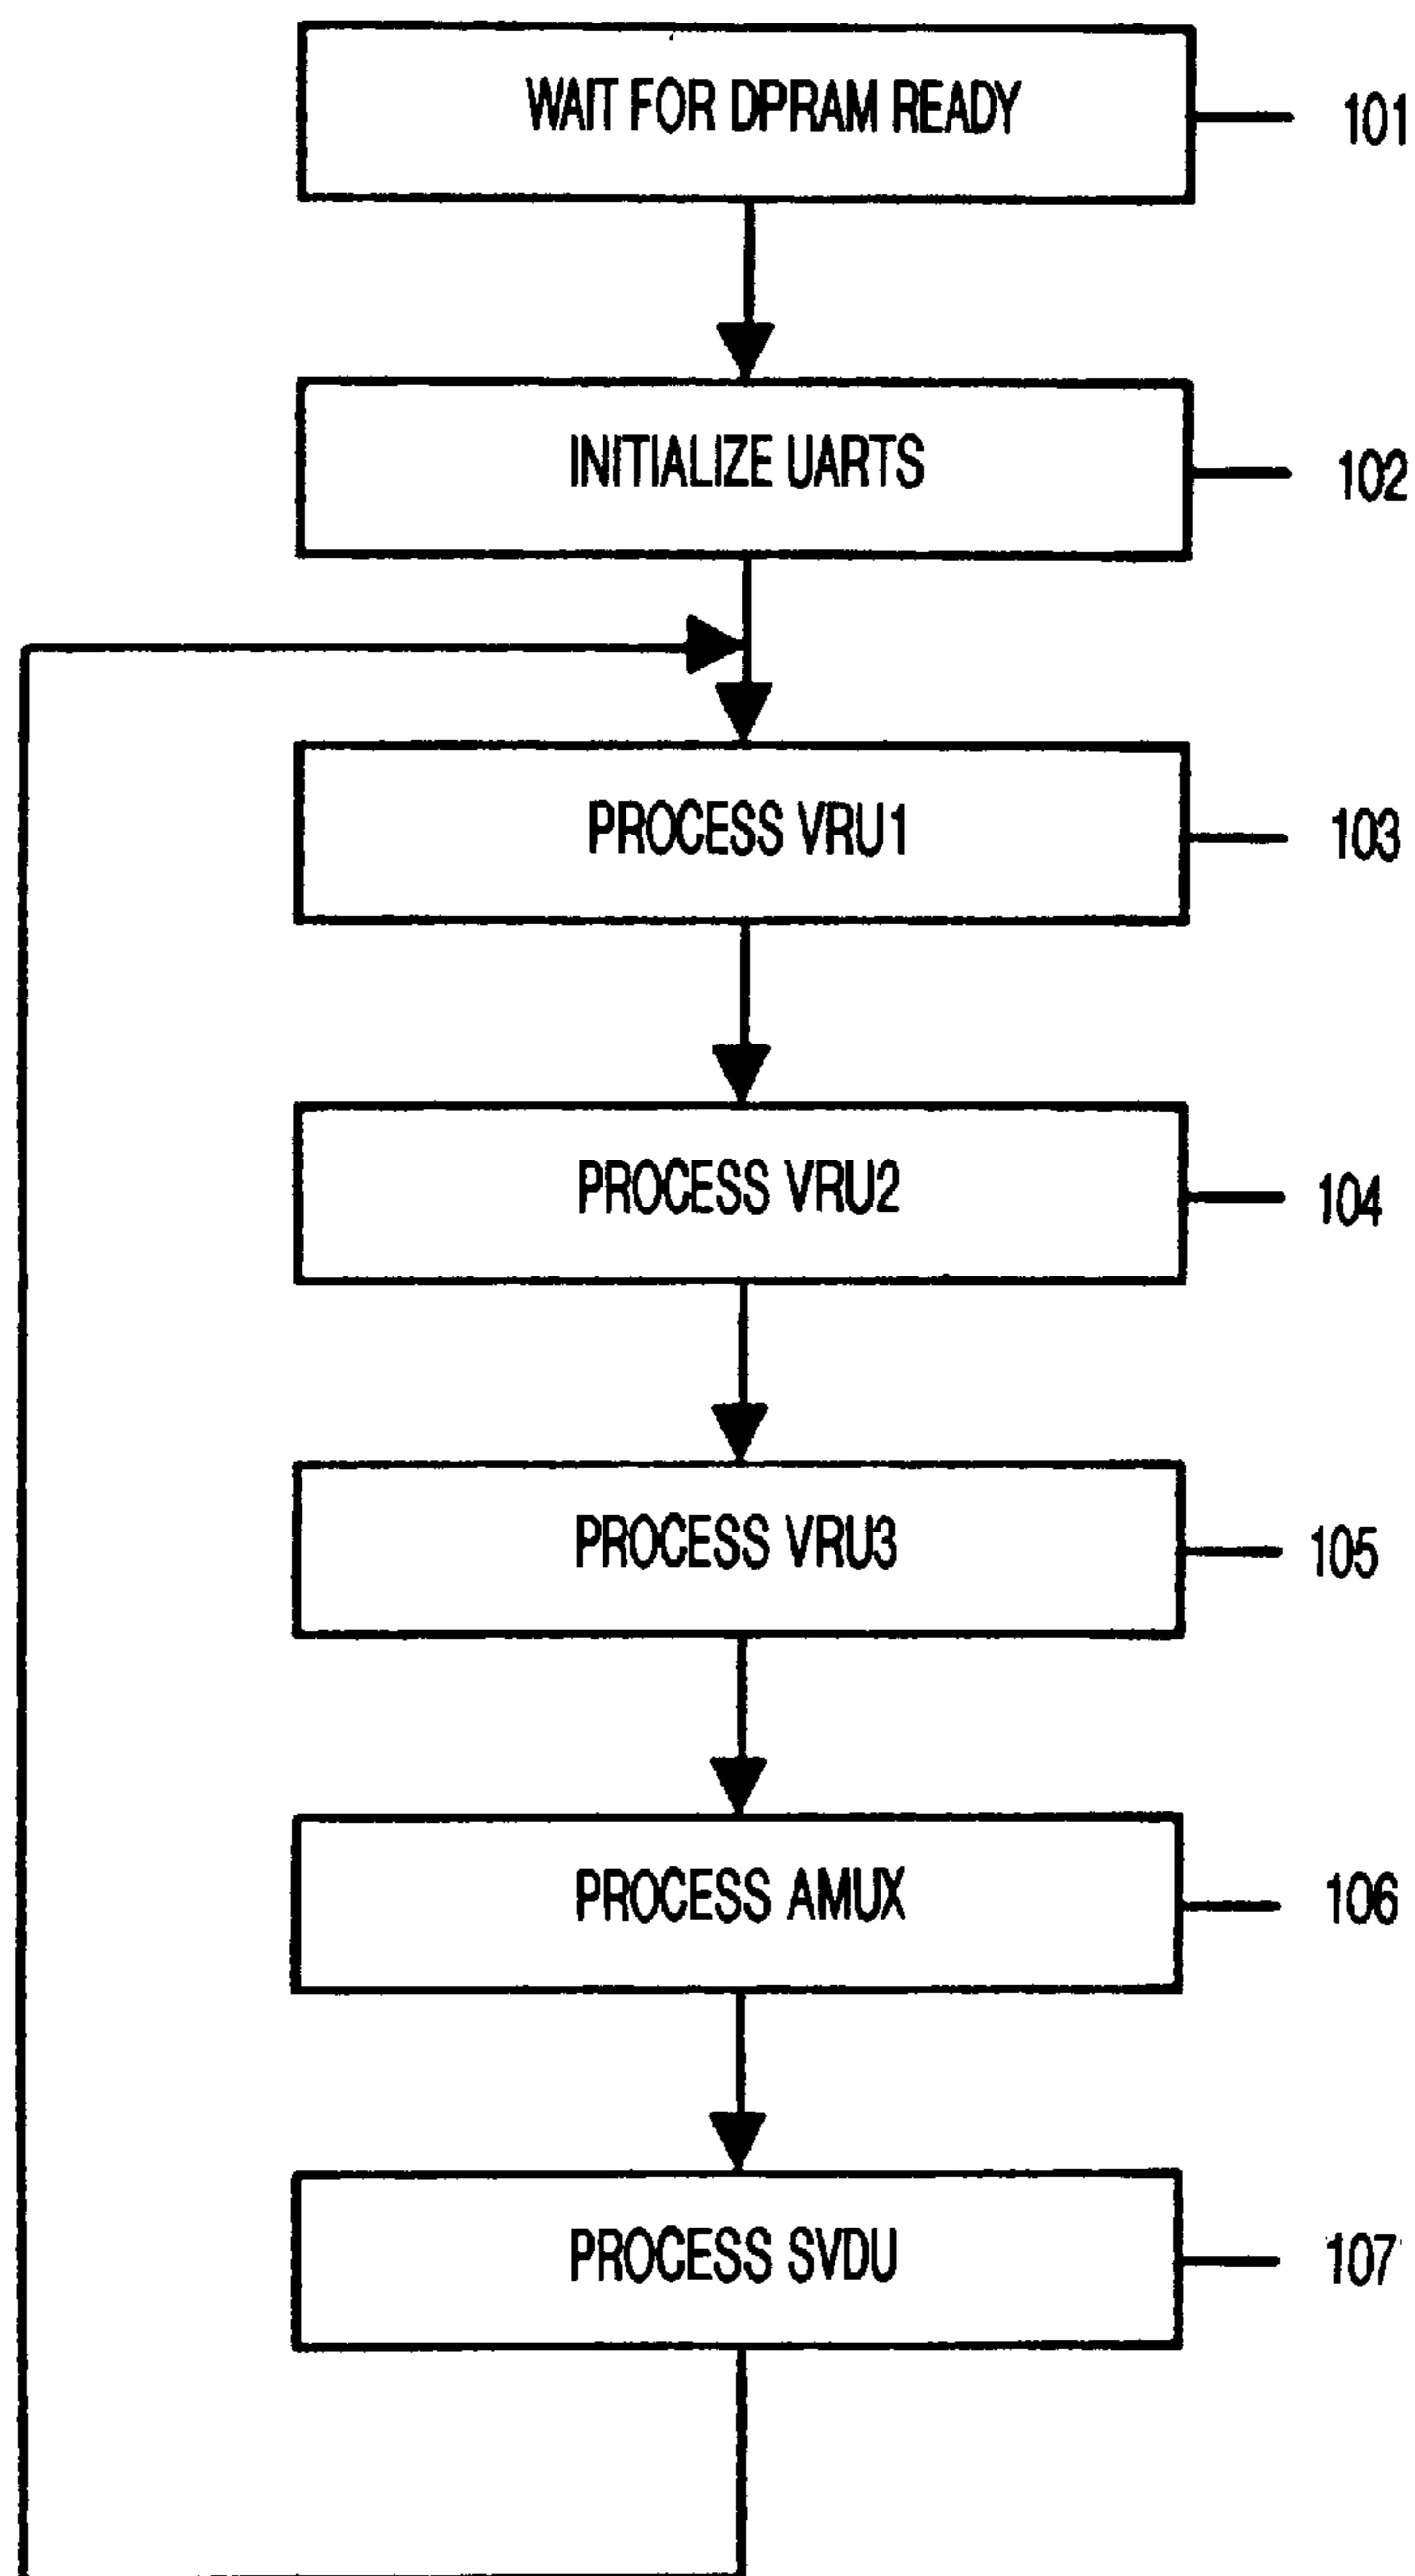 WAIT FOR DPRAM READY
101
INITIALIZE UARTS
102
PROCESS VRU1
103
PROCESS VRU2
104
PROCESS VRU3
105
PROCESS AMUX
106
PROCESS SVDU
107